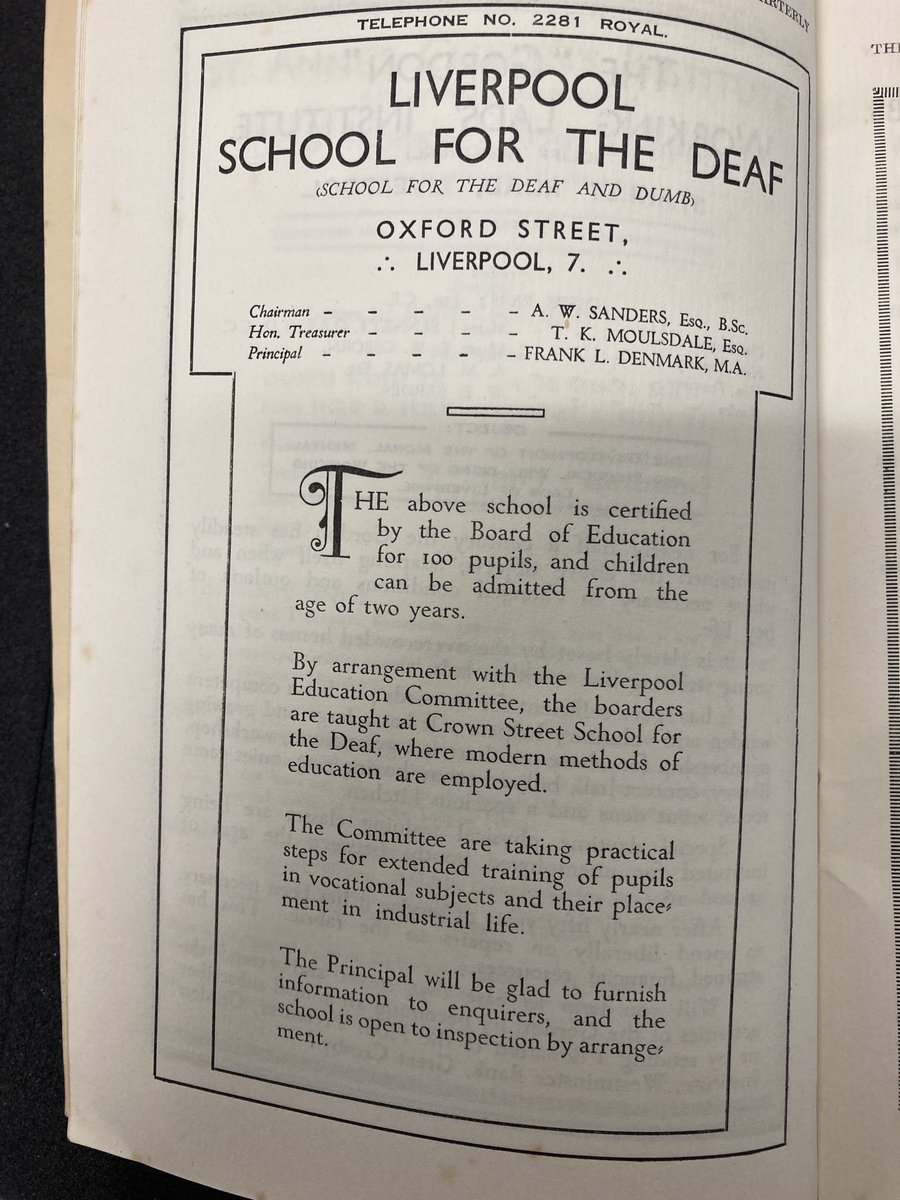 ARTERLY
TELEPHONE NO. 2281 ROYAL.
LIVERPOOL
SCHOOL FOR THE DEAF
(SCHOOL FOR THE DEAF AND DUMB)
OXFORD STREET,
∴ LIVERPOOL, 7. ∴
Chairman – – – – – A. W. SANDERS, Esq., B.Sc.
Hon. Treasurer – – – – T. K. MOULSDALE, Esq.
Principal – – – – – FRANK L. DENMARK, M.A.
THE above school is certified
by the Board of Education
for 100 pupils, and children
can be admitted from the
age of two years.
By arrangement with the Liverpool
Education Committee, the boarders
are taught at Crown Street School for
the Deaf, where modern methods of
education are employed.
The Committee are taking practical
steps for extended training of pupils
in vocational subjects and their place-
ment in industrial life.
The Principal will be glad to furnish
information to enquirers, and the
school is open to inspection by arrange-
ment.